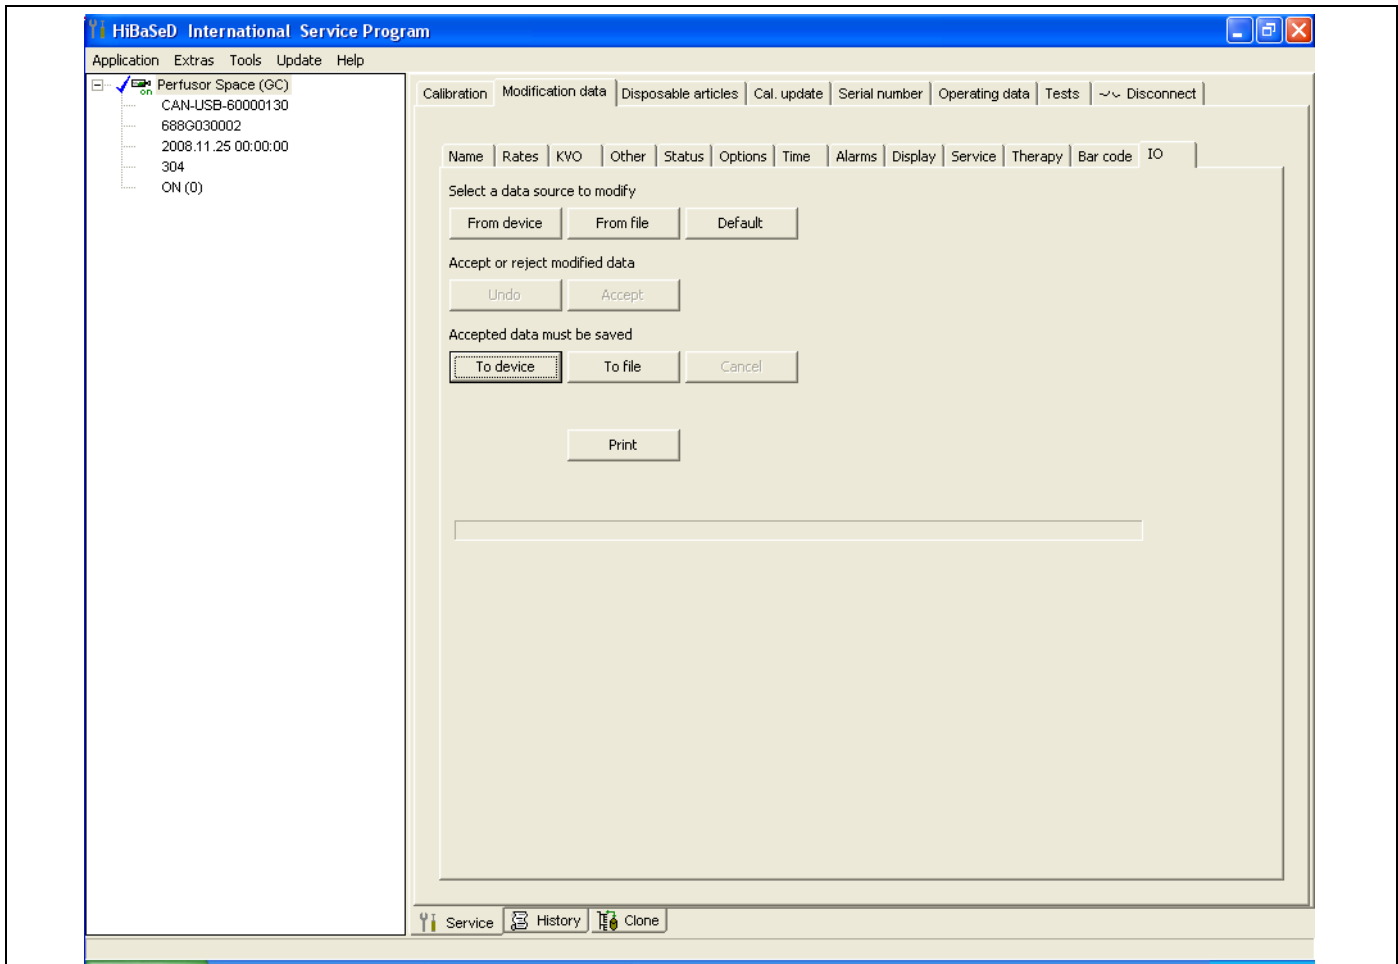 HiBaSeD International Service Program
Application Extras Tools Update Help
Perfusor Space (GC)
on
CAN-USB-60000130
688G030002
2008.11.25 00:00:00
304
ON (0)
Calibration Modification data Disposable articles Cal. update Serial number Operating data Tests Disconnect
Name Rates KVO Other Status Options Time Alarms Display Service Therapy Bar code IO
Select a data source to modify
From device From file Default
Accept or reject modified data
Undo Accept
Accepted data must be saved
To device To file Cancel
Print
Service History Clone